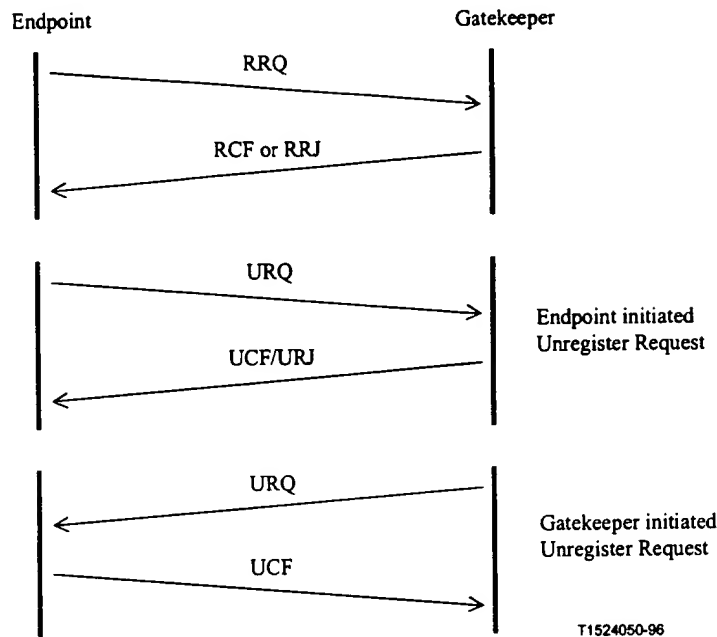 Endpoint
Gatekeeper
RRQ
RCF or RRJ
URQ
Endpoint initiated
Unregister Request
UCF/URJ
URQ
Gatekeeper initiated
Unregister Request
UCF
T1524050-96